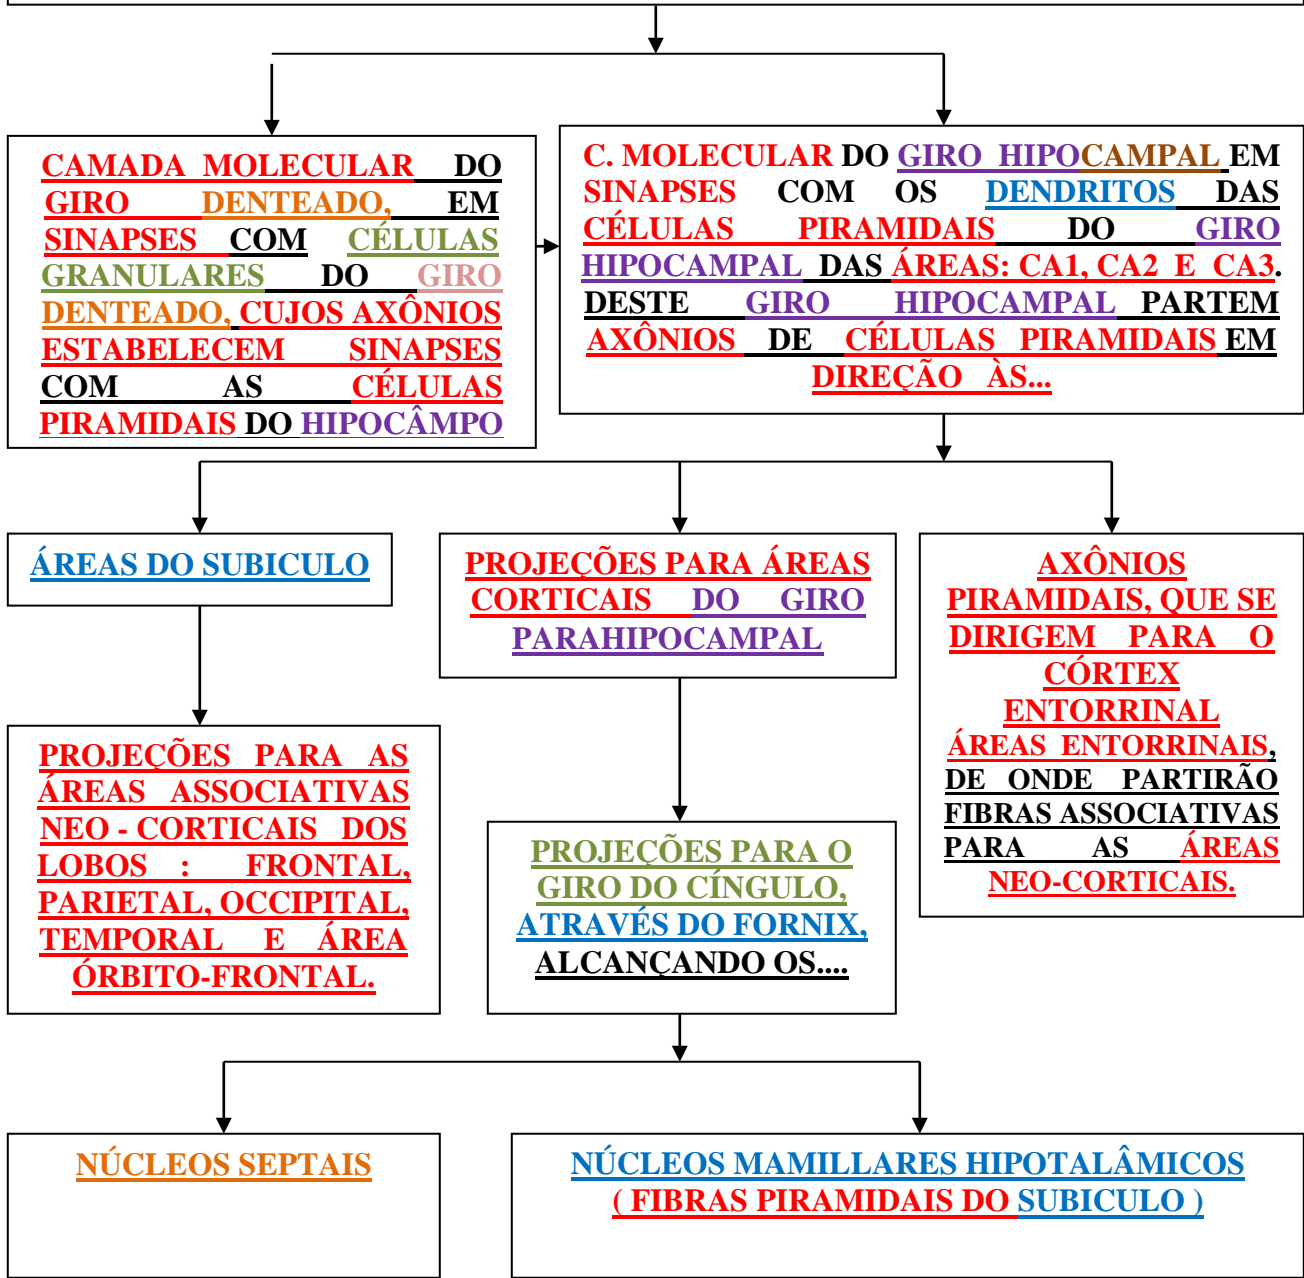 CAMADA MOLECULAR DO
GIRO DENTEADO, EM
SINAPSES COM CÉLULAS
GRANULARES DO GIRO
DENTEADO, CUJOS AXÔNIOS
ESTABELECEM SINAPSES
COM AS CÉLULAS
PIRAMIDAIS DO HIPOCÂMPO
C. MOLECULAR DO GIRO HIPOCAMPAL EM
SINAPSES COM OS DENDRITOS DAS
CÉLULAS PIRAMIDAIS DO GIRO
HIPOCAMPAL DAS ÁREAS: CA1, CA2 E CA3.
DESTE GIRO HIPOCAMPAL PARTEM
AXÔNIOS DE CÉLULAS PIRAMIDAIS EM
DIREÇÃO ÀS...
ÁREAS DO SUBICULO
PROJEÇÕES PARA ÁREAS
CORTICAIS DO GIRO
PARAHIPOCAMPAL
AXÔNIOS
PIRAMIDAIS, QUE SE
DIRIGEM PARA O
CÓRTEX
ENTORRINAL
ÁREAS ENTORRINAIS,
DE ONDE PARTIRÃO
FIBRAS ASSOCIATIVAS
PARA AS ÁREAS
NEO-CORTICAIS.
PROJEÇÕES PARA AS
ÁREAS ASSOCIATIVAS
NEO - CORTICAIS DOS
LOBOS : FRONTAL,
PARIETAL, OCCIPITAL,
TEMPORAL E ÁREA
ÓRBITO-FRONTAL.
PROJEÇÕES PARA O
GIRO DO CÍNGULO,
ATRAVÉS DO FORNIX,
ALCANÇANDO OS....
NÚCLEOS SEPTAIS
NÚCLEOS MAMILLARES HIPOTALÂMICOS
( FIBRAS PIRAMIDAIS DO SUBICULO )